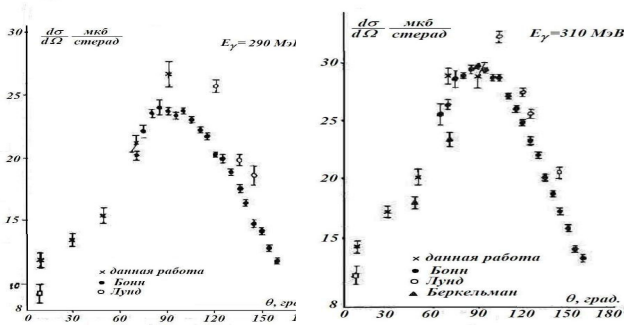 dσ/dΩ мкб/стерад
E_γ = 290 МэВ
30
25
20
15
10
8
0 30 60 90 120 150
θ, град.
× данная работа
● Бонн
○ Лунд
dσ/dΩ мкб/стерад
E_γ =310 МэВ
30
25
20
15
8
0 30 60 90 120 150 180
θ, град.
× данная работа
● Бонн
○ Лунд
▲ Беркельман